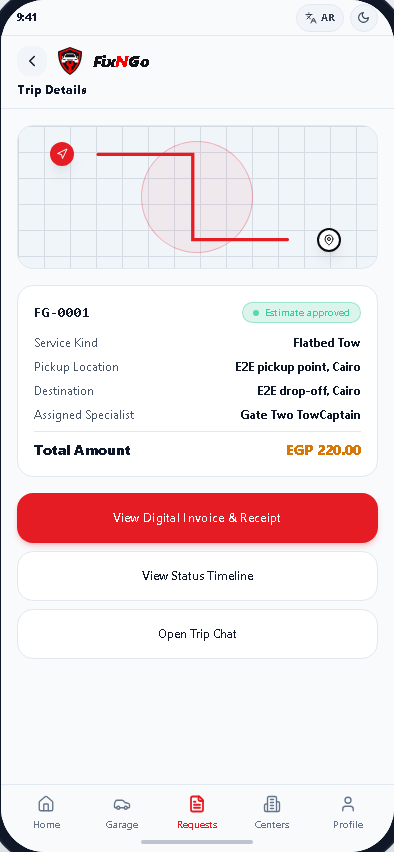 9:41
AR
FixNGo
Trip Details
FG-0001
Estimate approved
Service Kind
Flatbed Tow
Pickup Location
E2E pickup point, Cairo
Destination
E2E drop-off, Cairo
Assigned Specialist
Gate Two TowCaptain
Total Amount
EGP 220.00
View Digital Invoice & Receipt
View Status Timeline
Open Trip Chat
Home
Garage
Requests
Centers
Profile